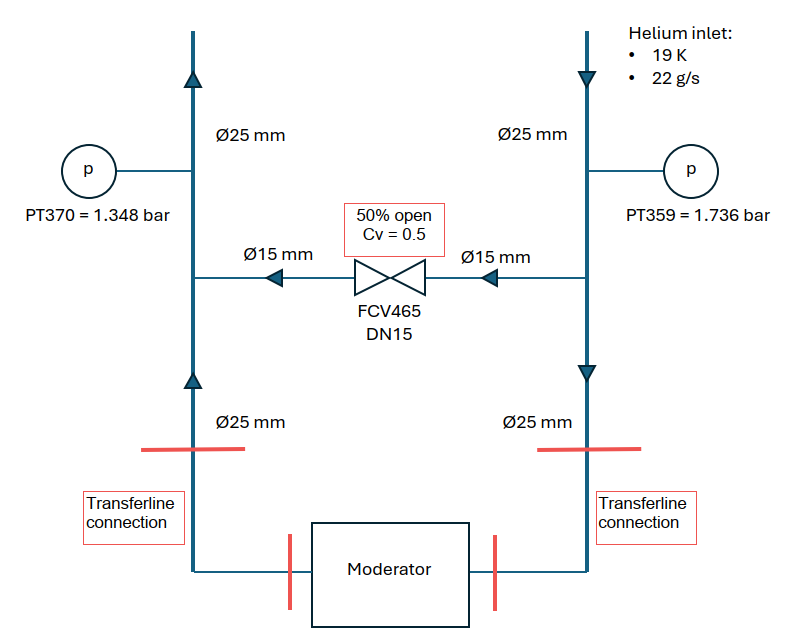 Helium inlet:
• 19 K
• 22 g/s
Ø25 mm
Ø25 mm
p
p
PT370 = 1.348 bar
PT359 = 1.736 bar
50% open
Cv = 0.5
Ø15 mm
Ø15 mm
FCV465
DN15
Ø25 mm
Ø25 mm
Transferline
connection
Transferline
connection
Moderator